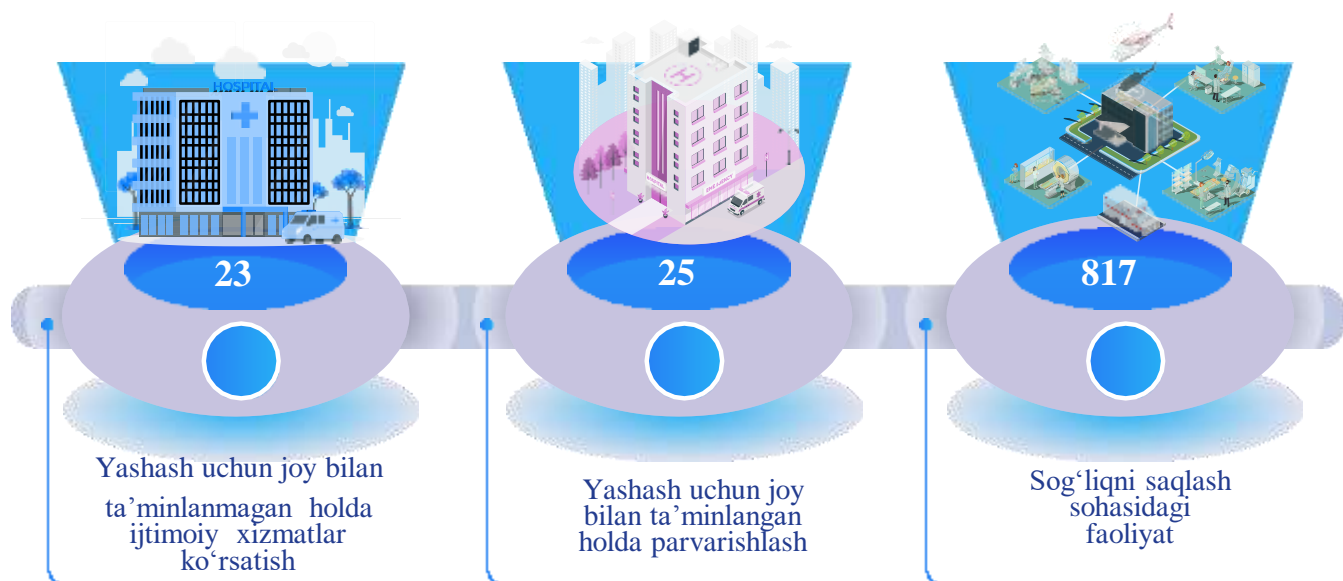 HOSPITAL
23
25
817
Yashash uchun joy bilan
ta’minlanmagan holda
ijtimoiy xizmatlar
ko‘rsatish
Yashash uchun joy
bilan ta’minlangan
holda parvarishlash
Sog‘liqni saqlash
sohasidagi
faoliyat